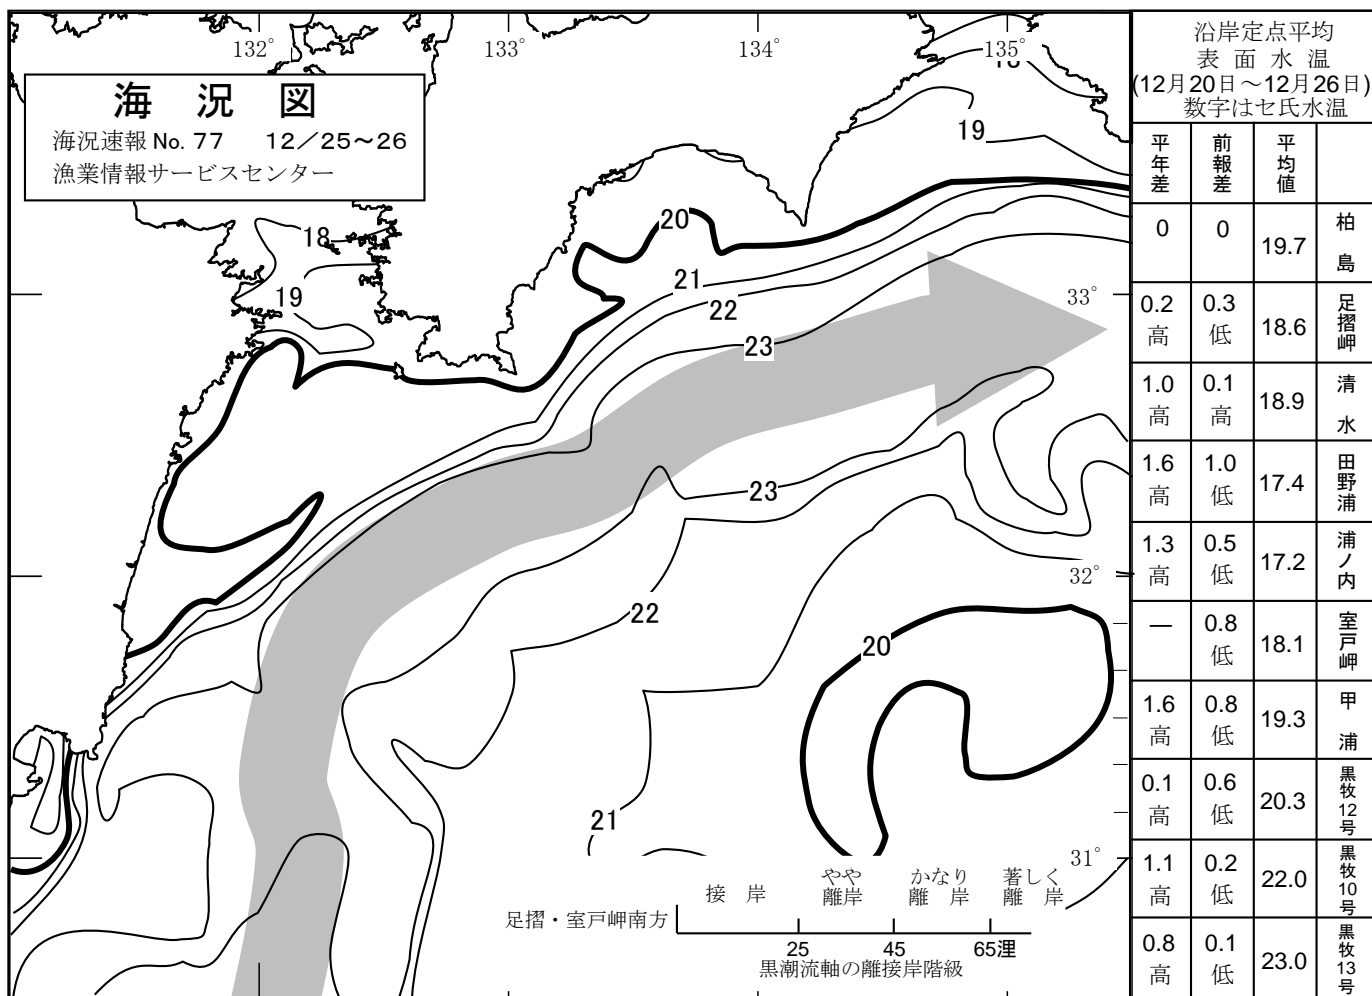 海 況 図
海況速報 No. 77 12／25～26
漁業情報サービスセンター
132°
133°
134°
135°
18
19
18
19
20
21
22
23
33°
23
22
32°
20
21
31°
接 岸
やや
離岸
かなり
離 岸
著しく
離 岸
足摺・室戸岬南方
25
45
65浬
黒潮流軸の離接岸階級
沿岸定点平均
表 面 水 温
(12月20日～12月26日)
数字はセ氏水温
平年差 前報差 平均値
0 0 19.7 柏島
0.2高 0.3低 18.6 足摺岬
1.0高 0.1高 18.9 清水
1.6高 1.0低 17.4 田野浦
1.3高 0.5低 17.2 浦ノ内
— 0.8低 18.1 室戸岬
1.6高 0.8低 19.3 甲浦
0.1高 0.6低 20.3 黒牧12号
1.1高 0.2低 22.0 黒牧10号
0.8高 0.1低 23.0 黒牧13号